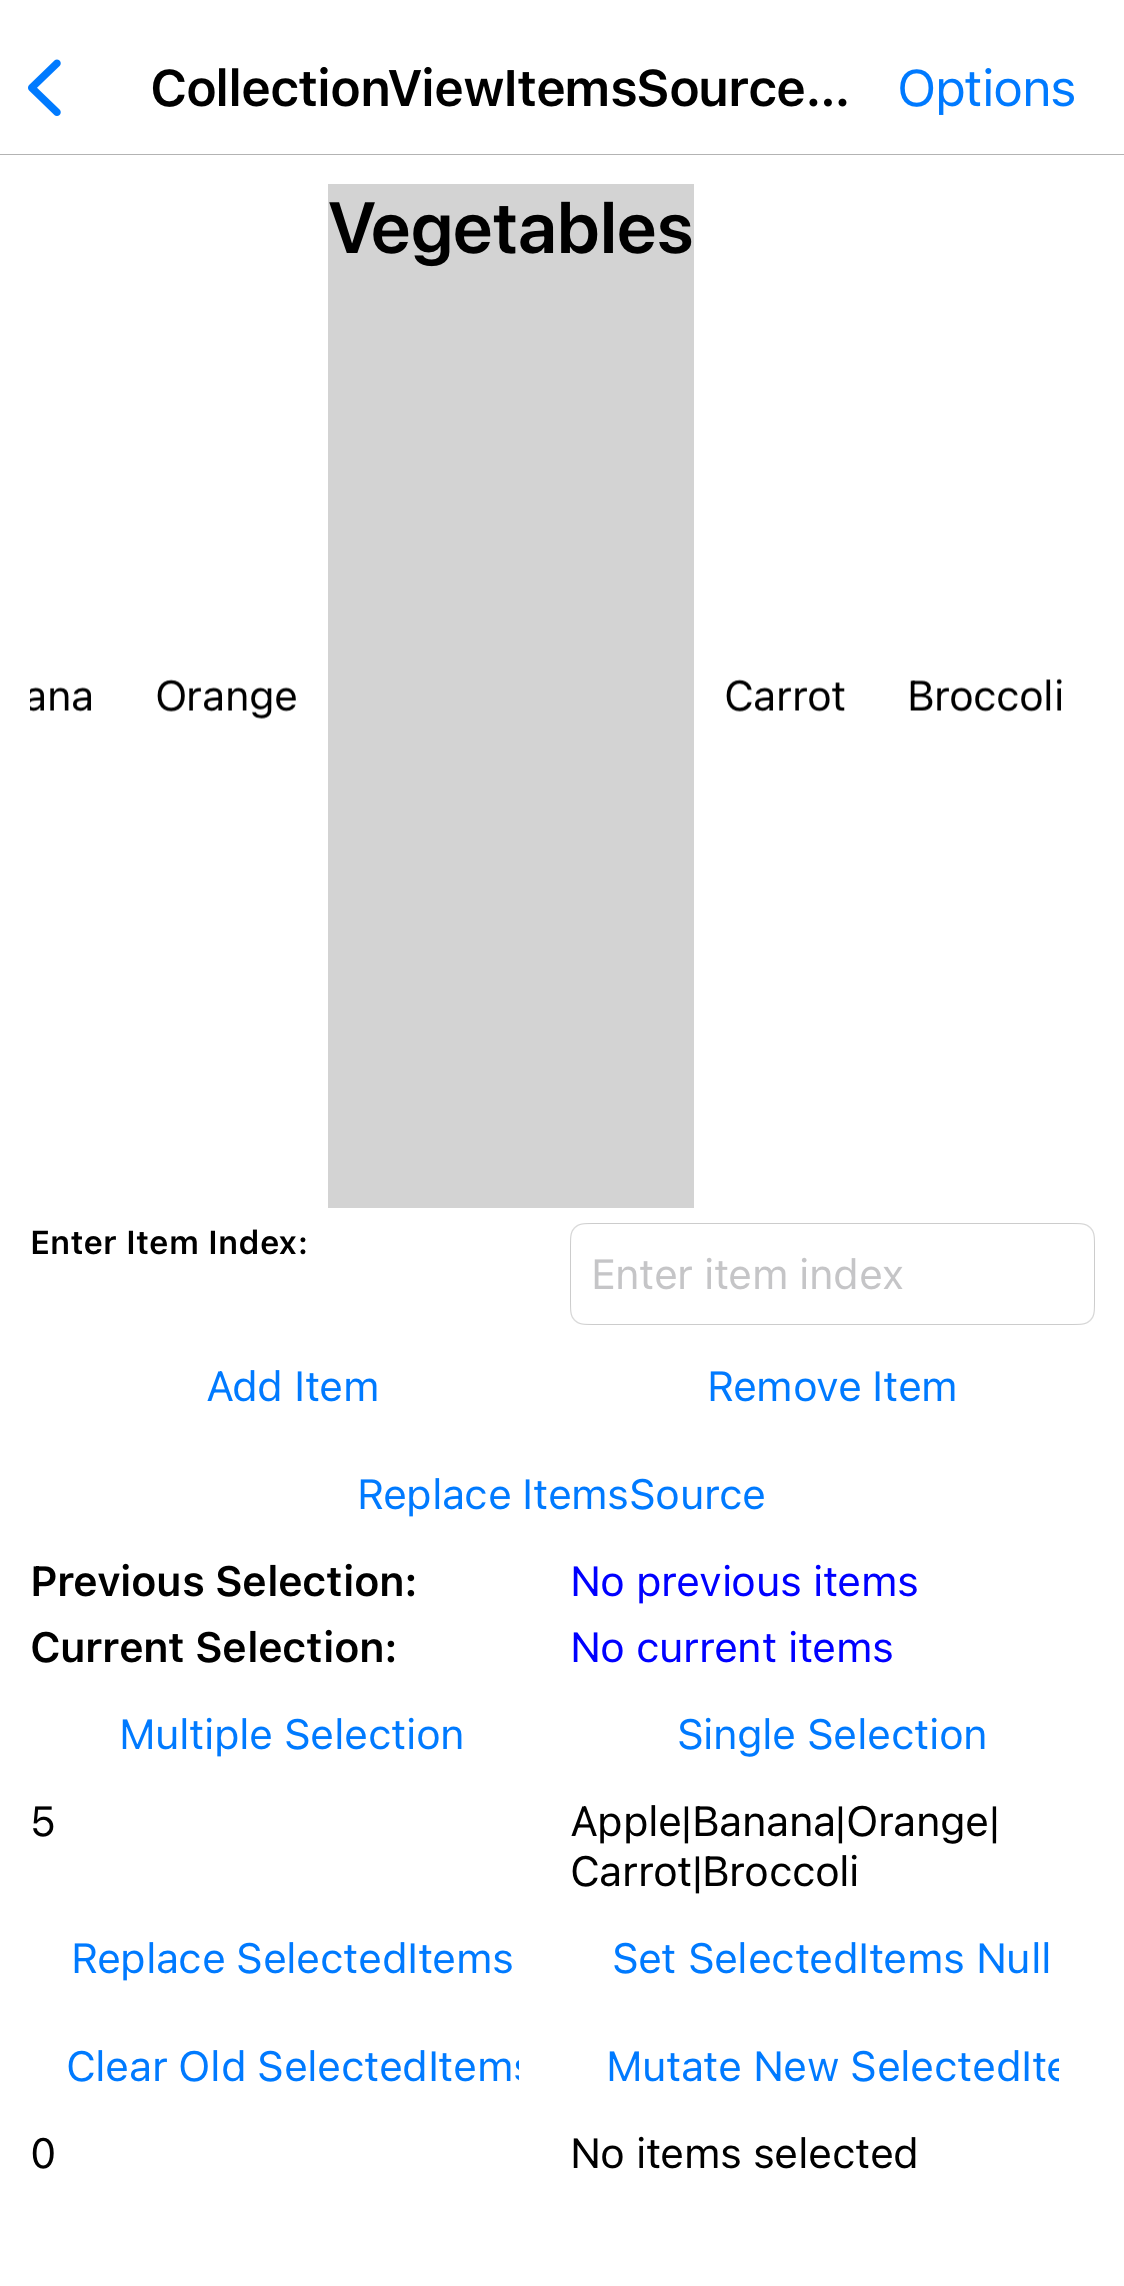 CollectionViewItemsSource...
Options
Vegetables
ana
Orange
Carrot
Broccoli
Enter Item Index:
Enter item index
Add Item
Remove Item
Replace ItemsSource
Previous Selection:
No previous items
Current Selection:
No current items
Multiple Selection
Single Selection
5
Apple|Banana|Orange|
Carrot|Broccoli
Replace SelectedItems
Set SelectedItems Null
Clear Old SelectedItems
Mutate New SelectedIte
0
No items selected